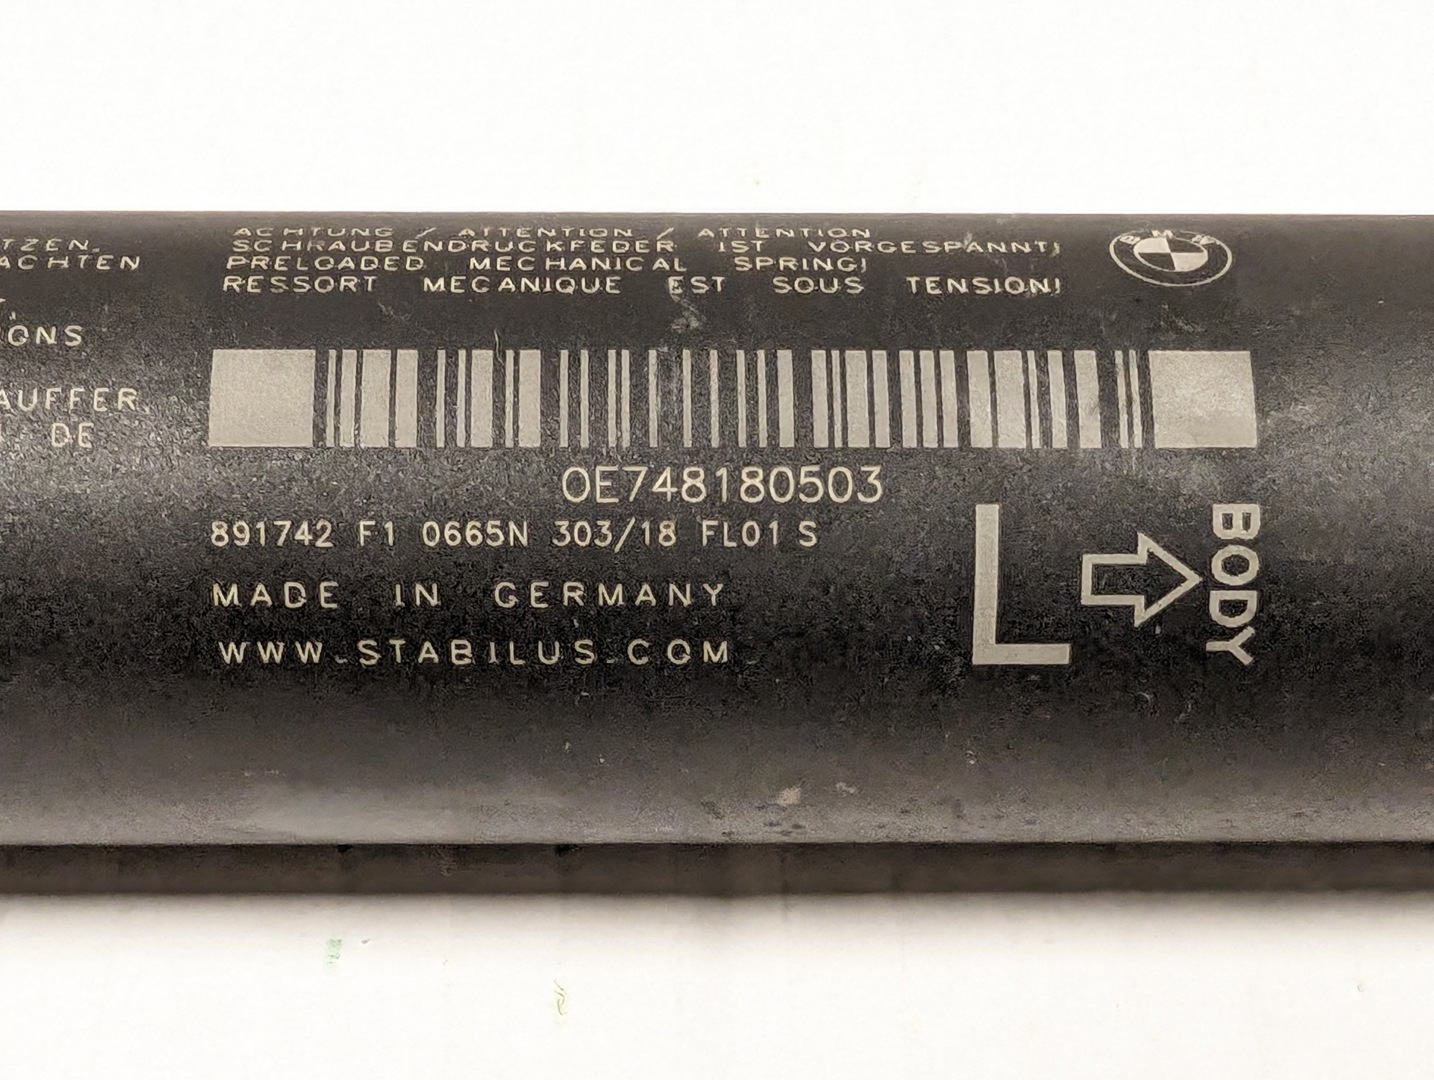 TZEN.
ACHTEN
ONS
AUFFER.
DE
ACHTUNG / ATTENTION / ATTENTION
SCHRAUBENDRUCKFEDER IST VORGESPANNT!
PRELOADED MECHANICAL SPRING!
RESSORT MECANIQUE EST SOUS TENSION!
BMW
0E748180503
891742 F1 0665N 303/18 FL01 S
MADE IN GERMANY
WWW.STABILUS.COM
L
BODY